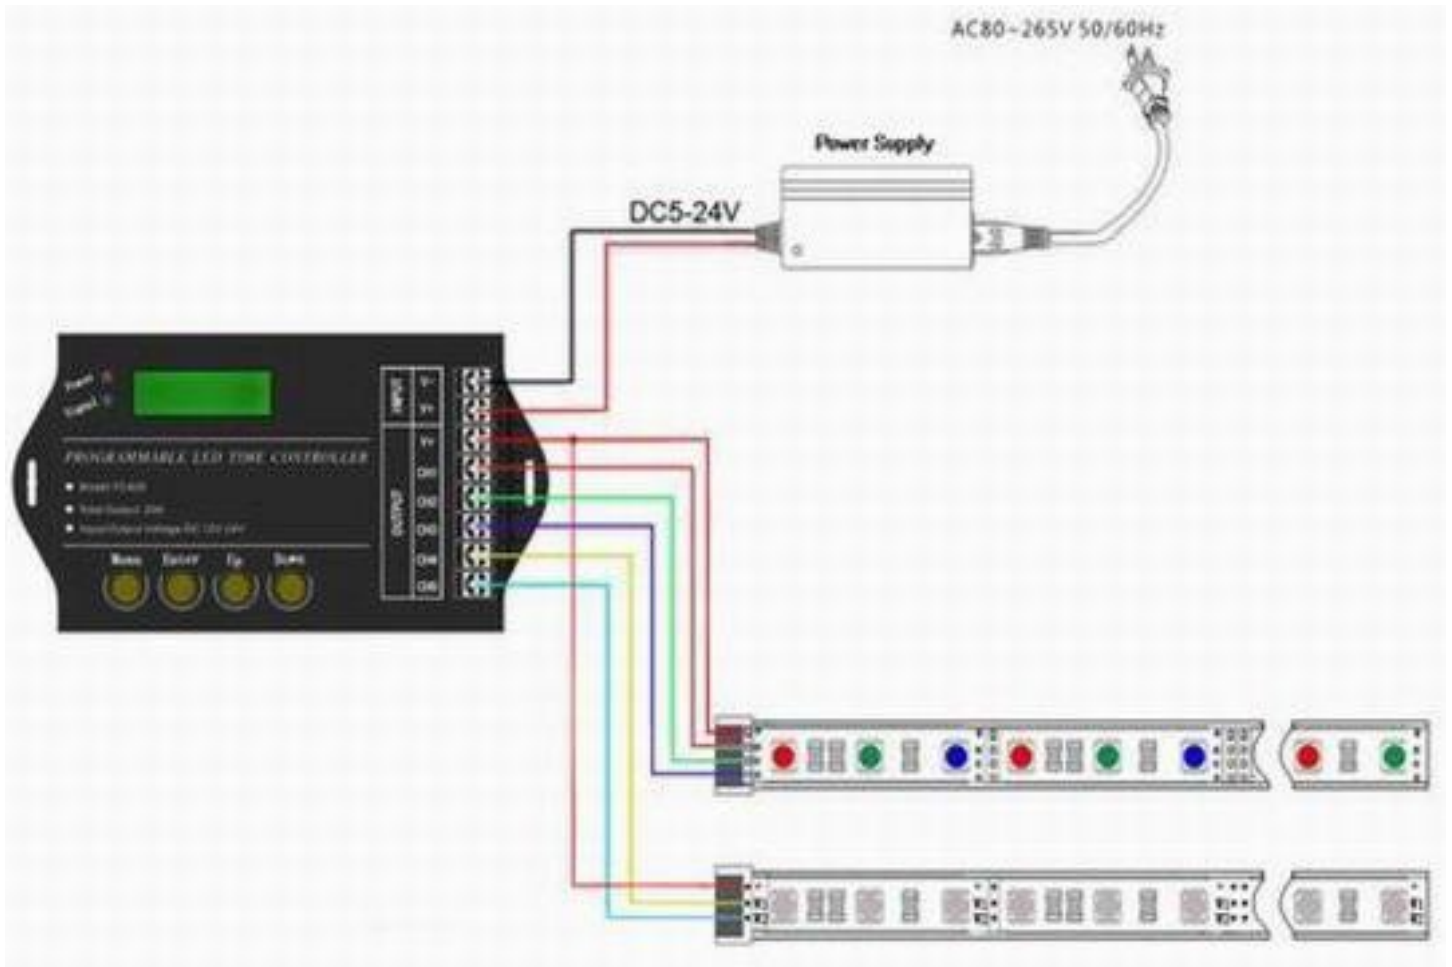 AC80~265V 50/60Hz
Power Supply
DC5-24V
Power
INPUT
V-
V+
V+
PROGRAMMABLE LED TIME CONTROLLER
CH1
CH2
OUTPUT
CH3
CH4
CH5
Menu Enter Up Down